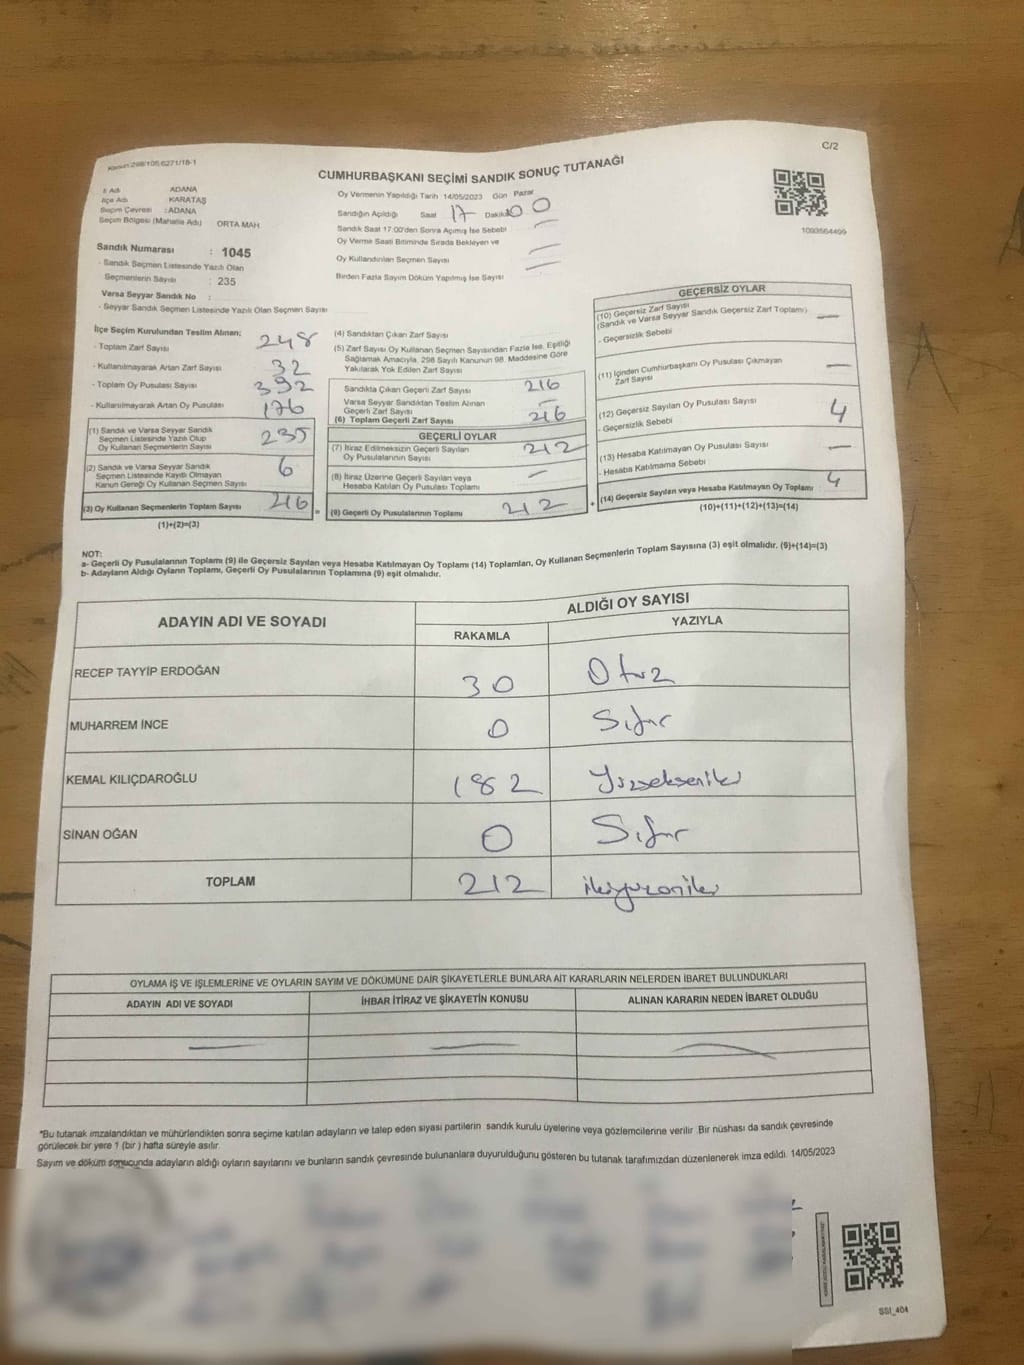 Kanun:298/105 6271/18-1
C/2
CUMHURBAŞKANI SEÇİMİ SANDIK SONUÇ TUTANAĞI
İl Adı ADANA
İlçe Adı KARATAŞ
Seçim Çevresi :ADANA
Seçim Bölgesi (Mahalle Adı) ORTA MAH.
Sandık Numarası : 1045
- Sandık Seçmen Listesinde Yazılı Olan
Seçmenlerin Sayısı : 235
Varsa Seyyar Sandık No :
- Seyyar Sandık Seçmen Listesinde Yazılı Olan Seçmen Sayısı
Oy Vermenin Yapıldığı Tarih 14/05/2023 Gün Pazar
Sandığın Açıldığı Saat 17 Dakika 00
Sandık Saat 17:00'den Sonra Açımış İse Sebebi —
Oy Verme Saati Bitiminde Sırada Bekleyen ve
Oy Kullandırılan Seçmen Sayısı —
Birden Fazla Sayım Döküm Yapılmış İse Sayısı —
1093564499
İlçe Seçim Kurulundan Teslim Alınan;
- Toplam Zarf Sayısı 248
- Kullanılmayarak Artan Zarf Sayısı 32
- Toplam Oy Pusulası Sayısı 392
- Kullanılmayarak Artan Oy Pusulası 176
(1) Sandık ve Varsa Seyyar Sandık
Seçmen Listesinde Yazılı Olup
Oy Kullanan Seçmenlerin Sayısı 235
(2) Sandık ve Varsa Seyyar Sandık
Seçmen Listesinde Kaydı Olmayan
Kanun Gereği Oy Kullanan Seçmen Sayısı 6
(3) Oy Kullanan Seçmenlerin Toplam Sayısı 216
(1)+(2)=(3)
=
(4) Sandıktan Çıkan Zarf Sayısı
(5) Zarf Sayısı Oy Kullanan Seçmen Sayısından Fazla İse, Eşitliği
Sağlamak Amacıyla, 298 Sayılı Kanunun 98. Maddesine Göre
Yakılarak Yok Edilen Zarf Sayısı
Sandıkta Çıkan Geçerli Zarf Sayısı 216
Varsa Seyyar Sandıktan Teslim Alınan
Geçerli Zarf Sayısı —
(6) Toplam Geçerli Zarf Sayısı 216
GEÇERLİ OYLAR
(7) İtiraz Edilmeksizin Geçerli Sayılan
Oy Pusulalarının Sayısı 212
(8) İtiraz Üzerine Geçerli Sayılan veya
Hesaba Katılan Oy Pusulası Toplamı —
(9) Geçerli Oy Pusulalarının Toplamı 212
+
GEÇERSİZ OYLAR
(10) Geçersiz Zarf Sayısı
(Sandık ve Varsa Seyyar Sandık Geçersiz Zarf Toplamı) —
- Geçersizlik Sebebi
(11) İçinden Cumhurbaşkanı Oy Pusulası Çıkmayan
Zarf Sayısı —
(12) Geçersiz Sayılan Oy Pusulası Sayısı 4
- Geçersizlik Sebebi
(13) Hesaba Katılmayan Oy Pusulası Sayısı —
- Hesaba Katılmama Sebebi
(14) Geçersiz Sayılan veya Hesaba Katılmayan Oy Toplamı 4
(10)+(11)+(12)+(13)=(14)
NOT:
a- Geçerli Oy Pusulalarının Toplamı (9) ile Geçersiz Sayılan veya Hesaba Katılmayan Oy Toplamı (14) Toplamları, Oy Kullanan Seçmenlerin Toplam Sayısına (3) eşit olmalıdır. (9)+(14)=(3)
b- Adayların Aldığı Oyların Toplamı, Geçerli Oy Pusulalarının Toplamına (9) eşit olmalıdır.
ADAYIN ADI VE SOYADI ALDIĞI OY SAYISI
RAKAMLA YAZIYLA
RECEP TAYYİP ERDOĞAN 30 Otuz
MUHARREM İNCE 0 Sıfır
KEMAL KILIÇDAROĞLU 182 Yüzsekseniki
SİNAN OĞAN 0 Sıfır
TOPLAM 212 ikiyüzoniki
OYLAMA İŞ VE İŞLEMLERİNE VE OYLARIN SAYIM VE DÖKÜMÜNE DAİR ŞİKAYETLERLE BUNLARA AİT KARARLARIN NELERDEN İBARET BULUNDUKLARI
ADAYIN ADI VE SOYADI İHBAR İTİRAZ VE ŞİKAYETİN KONUSU ALINAN KARARIN NEDEN İBARET OLDUĞU
— — —
*Bu tutanak imzalandıktan ve mühürlendikten sonra seçime katılan adayların ve talep eden siyasi partilerin sandık kurulu üyelerine veya gözlemcilerine verilir. Bir nüshası da sandık çevresinde
görülecek bir yere 1 (bir ) hafta süreyle asılır.
Sayım ve döküm sonucunda adayların aldığı oyların sayılarını ve bunların sandık çevresinde bulunanlara duyurulduğunu gösteren bu tutanak tarafımızdan düzenlenerek imza edildi. 14/05/2023
SSI_404